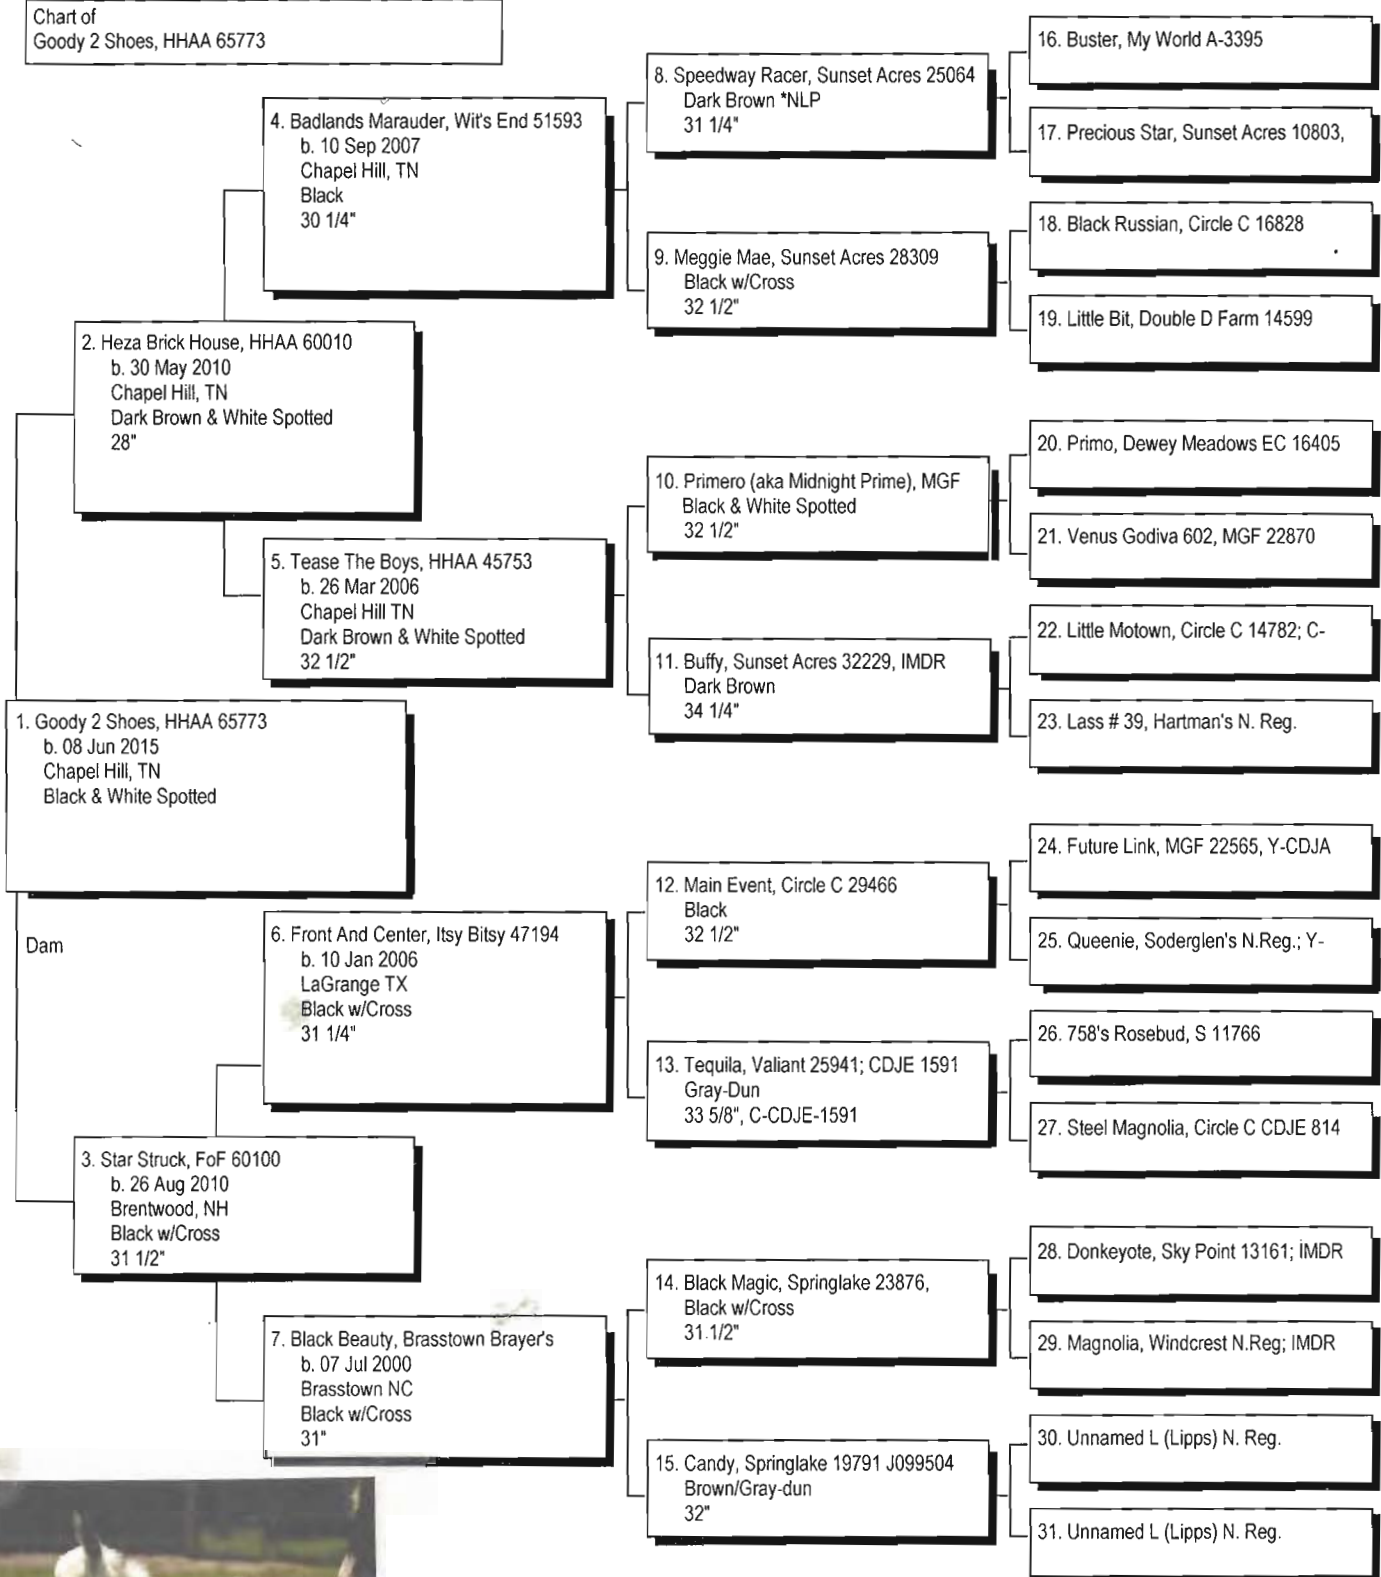 Chart of
Goody 2 Shoes, HHAA 65773
1. Goody 2 Shoes, HHAA 65773
b. 08 Jun 2015
Chapel Hill, TN
Black & White Spotted
Dam
2. Heza Brick House, HHAA 60010
b. 30 May 2010
Chapel Hill, TN
Dark Brown & White Spotted
28"
3. Star Struck, FoF 60100
b. 26 Aug 2010
Brentwood, NH
Black w/Cross
31 1/2"
4. Badlands Marauder, Wit's End 51593
b. 10 Sep 2007
Chapel Hill, TN
Black
30 1/4"
5. Tease The Boys, HHAA 45753
b. 26 Mar 2006
Chapel Hill TN
Dark Brown & White Spotted
32 1/2"
6. Front And Center, Itsy Bitsy 47194
b. 10 Jan 2006
LaGrange TX
Black w/Cross
31 1/4"
7. Black Beauty, Brasstown Brayer's
b. 07 Jul 2000
Brasstown NC
Black w/Cross
31"
8. Speedway Racer, Sunset Acres 25064
Dark Brown *NLP
31 1/4"
9. Meggie Mae, Sunset Acres 28309
Black w/Cross
32 1/2"
10. Primero (aka Midnight Prime), MGF
Black & White Spotted
32 1/2"
11. Buffy, Sunset Acres 32229, IMDR
Dark Brown
34 1/4"
12. Main Event, Circle C 29466
Black
32 1/2"
13. Tequila, Valiant 25941; CDJE 1591
Gray-Dun
33 5/8", C-CDJE-1591
14. Black Magic, Springlake 23876,
Black w/Cross
31 1/2"
15. Candy, Springlake 19791 J099504
Brown/Gray-dun
32"
16. Buster, My World A-3395
17. Precious Star, Sunset Acres 10803,
18. Black Russian, Circle C 16828
19. Little Bit, Double D Farm 14599
20. Primo, Dewey Meadows EC 16405
21. Venus Godiva 602, MGF 22870
22. Little Motown, Circle C 14782; C-
23. Lass # 39, Hartman's N. Reg.
24. Future Link, MGF 22565, Y-CDJA
25. Queenie, Soderglen's N.Reg.; Y-
26. 758's Rosebud, S 11766
27. Steel Magnolia, Circle C CDJE 814
28. Donkeyote, Sky Point 13161; IMDR
29. Magnolia, Windcrest N.Reg; IMDR
30. Unnamed L (Lipps) N. Reg.
31. Unnamed L (Lipps) N. Reg.